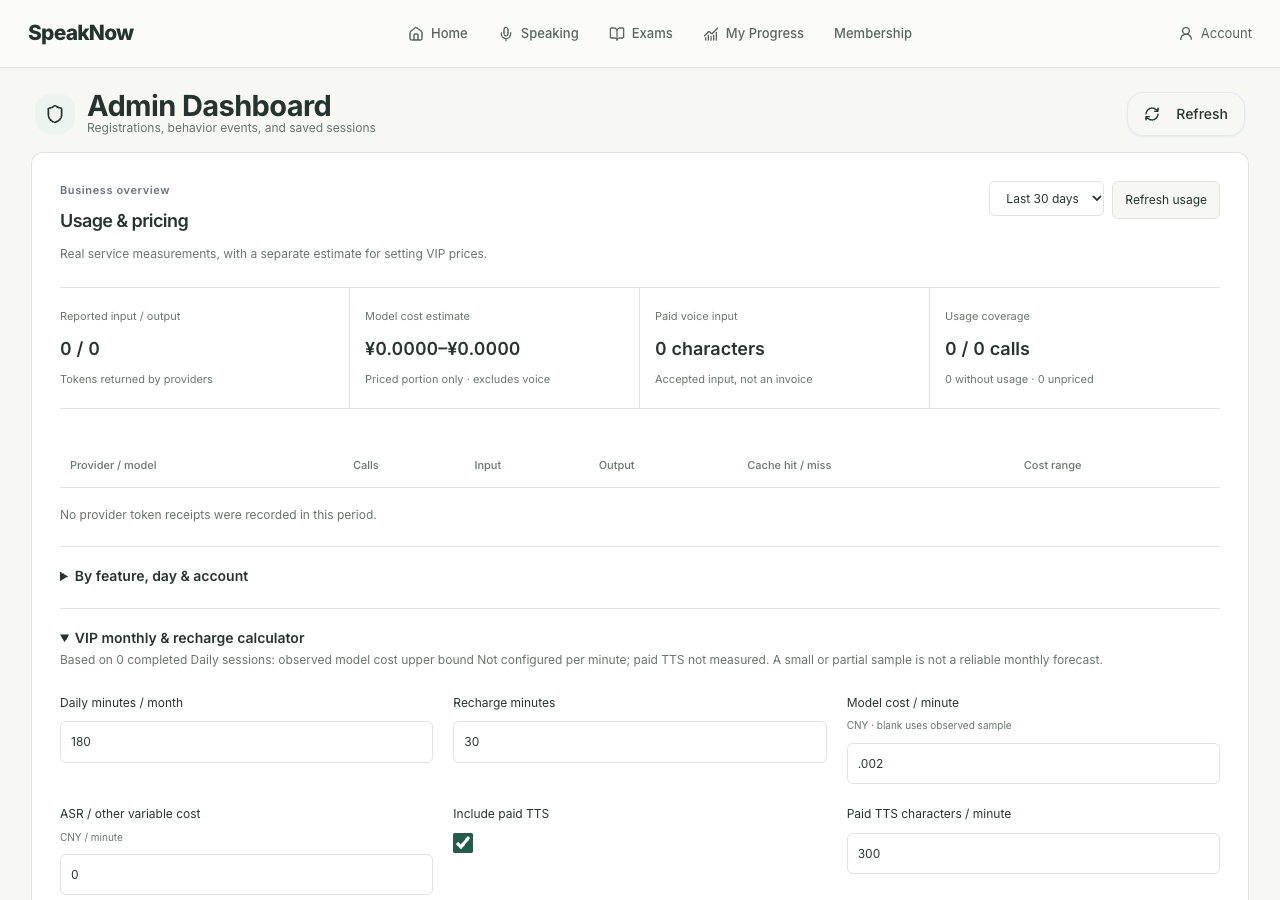 SpeakNow
Home
Speaking
Exams
My Progress
Membership
Account
Admin Dashboard
Registrations, behavior events, and saved sessions
Refresh
Business overview
Usage & pricing
Real service measurements, with a separate estimate for setting VIP prices.
Last 30 days
Refresh usage
Reported input / output
0 / 0
Tokens returned by providers
Model cost estimate
¥0.0000–¥0.0000
Priced portion only · excludes voice
Paid voice input
0 characters
Accepted input, not an invoice
Usage coverage
0 / 0 calls
0 without usage · 0 unpriced
Provider / model
Calls
Input
Output
Cache hit / miss
Cost range
No provider token receipts were recorded in this period.
By feature, day & account
VIP monthly & recharge calculator
Based on 0 completed Daily sessions: observed model cost upper bound Not configured per minute; paid TTS not measured. A small or partial sample is not a reliable monthly forecast.
Daily minutes / month
180
Recharge minutes
30
Model cost / minute
CNY · blank uses observed sample
.002
ASR / other variable cost
CNY / minute
0
Include paid TTS
Paid TTS characters / minute
300